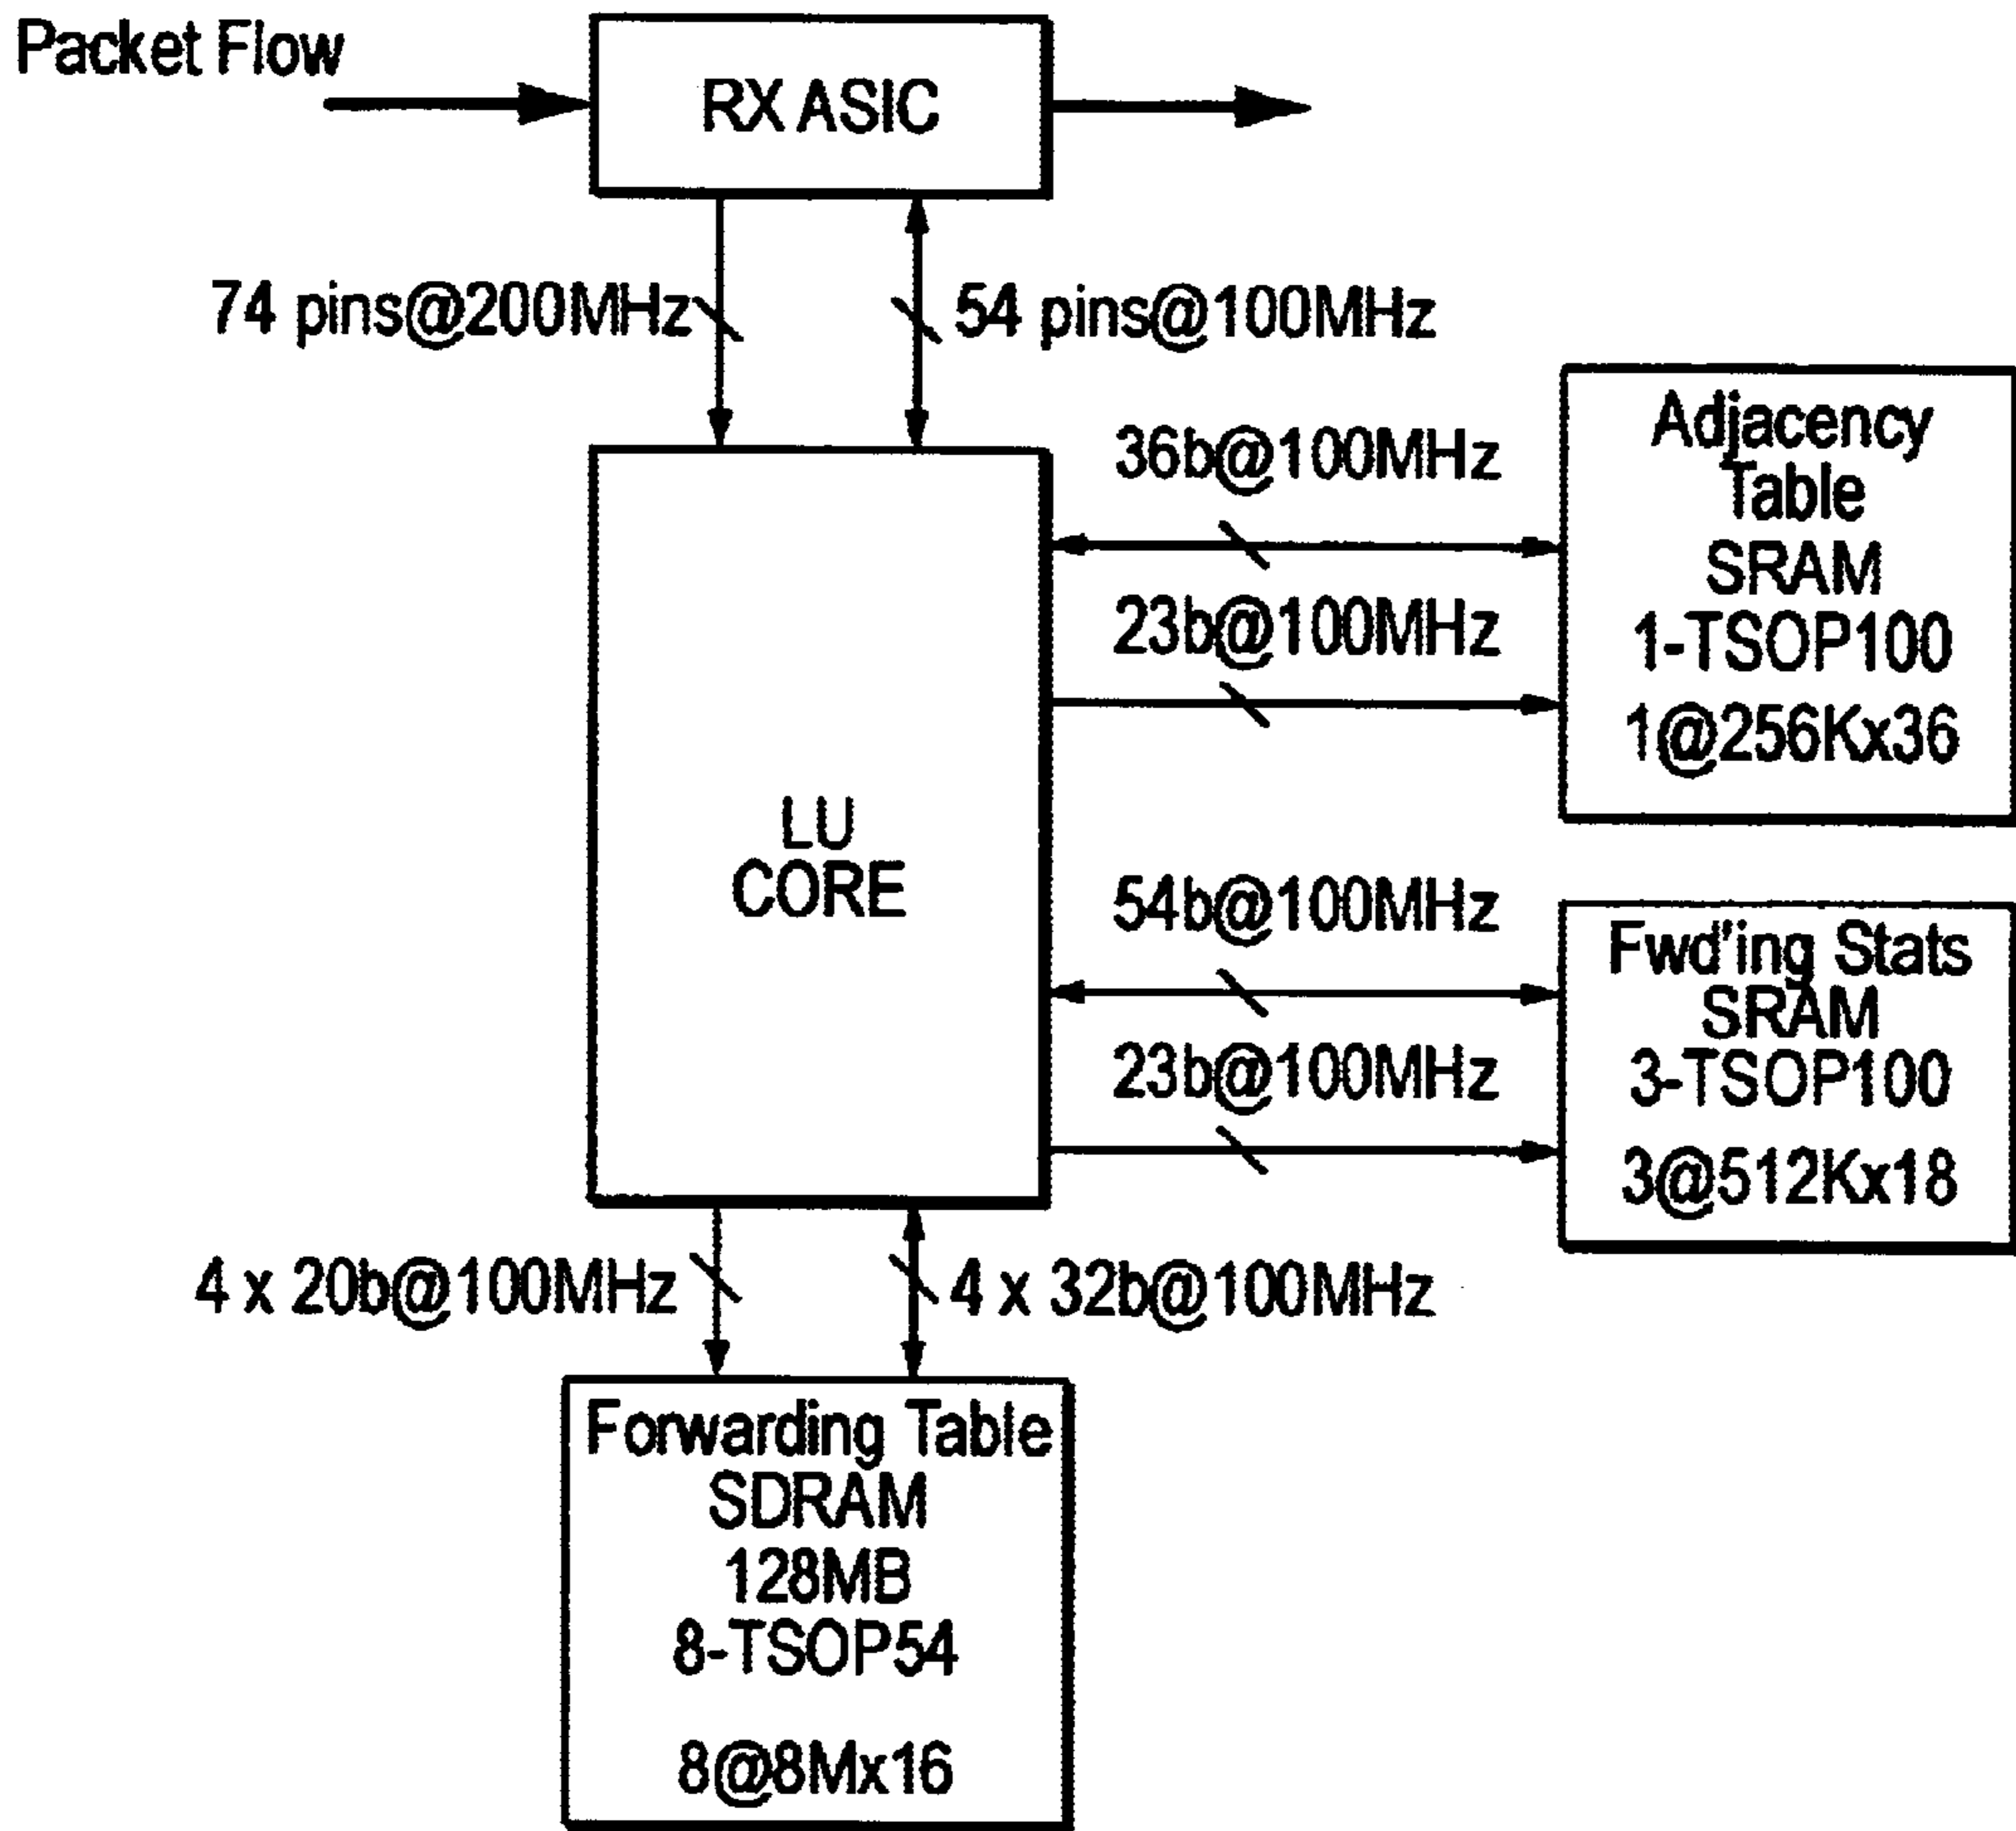 Packet Flow
RX ASIC
74 pins@200MHz
54 pins@100MHz
36b@100MHz
23b@100MHz
Adjacency
Table
SRAM
1-TSOP100
1@256Kx36
LU
CORE
54b@100MHz
23b@100MHz
Fwd'ing Stats
SRAM
3-TSOP100
3@512Kx18
4 x 20b@100MHz
4 x 32b@100MHz
Forwarding Table
SDRAM
128MB
8-TSOP54
8@8Mx16